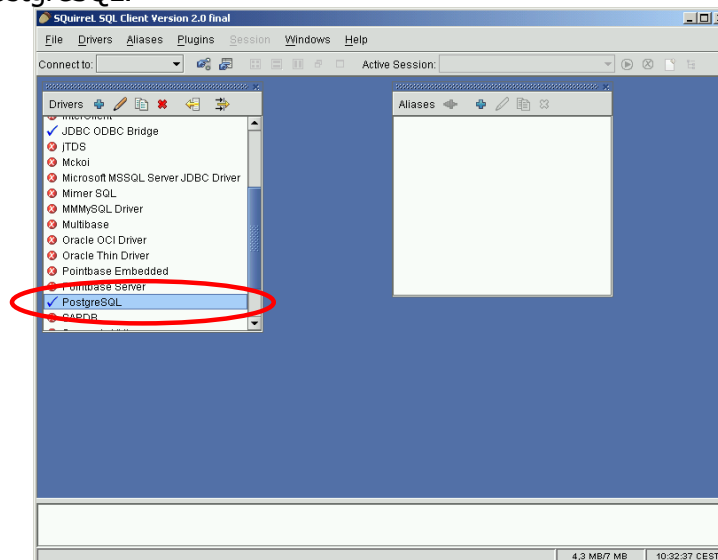 SQuirreL SQL Client Version 2.0 final
File Drivers Aliases Plugins Session Windows Help
Connect to: Active Session:
Drivers
JDBC ODBC Bridge
jTDS
Mckoi
Microsoft MSSQL Server JDBC Driver
Mimer SQL
MMMySQL Driver
Multibase
Oracle OCI Driver
Oracle Thin Driver
Pointbase Embedded
Pointbase Server
PostgreSQL
SAPDB
Aliases
4,3 MB/7 MB 10:32:37 CEST